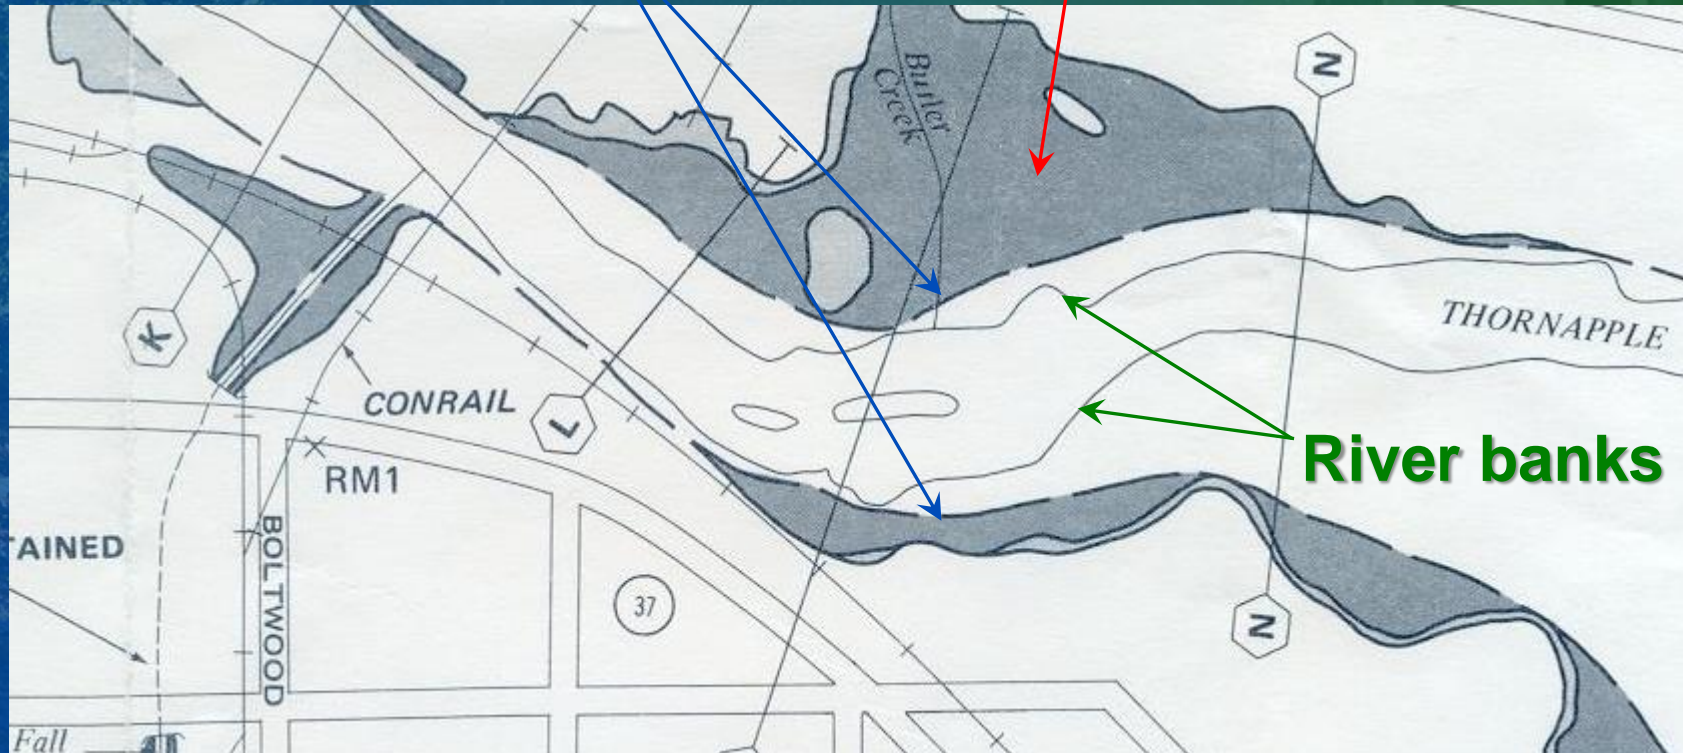 Butler
Creek
N
THORNAPPLE
K
CONRAIL
L
River banks
RM1
'AINED
BOLTWOOD
37
N
Fall